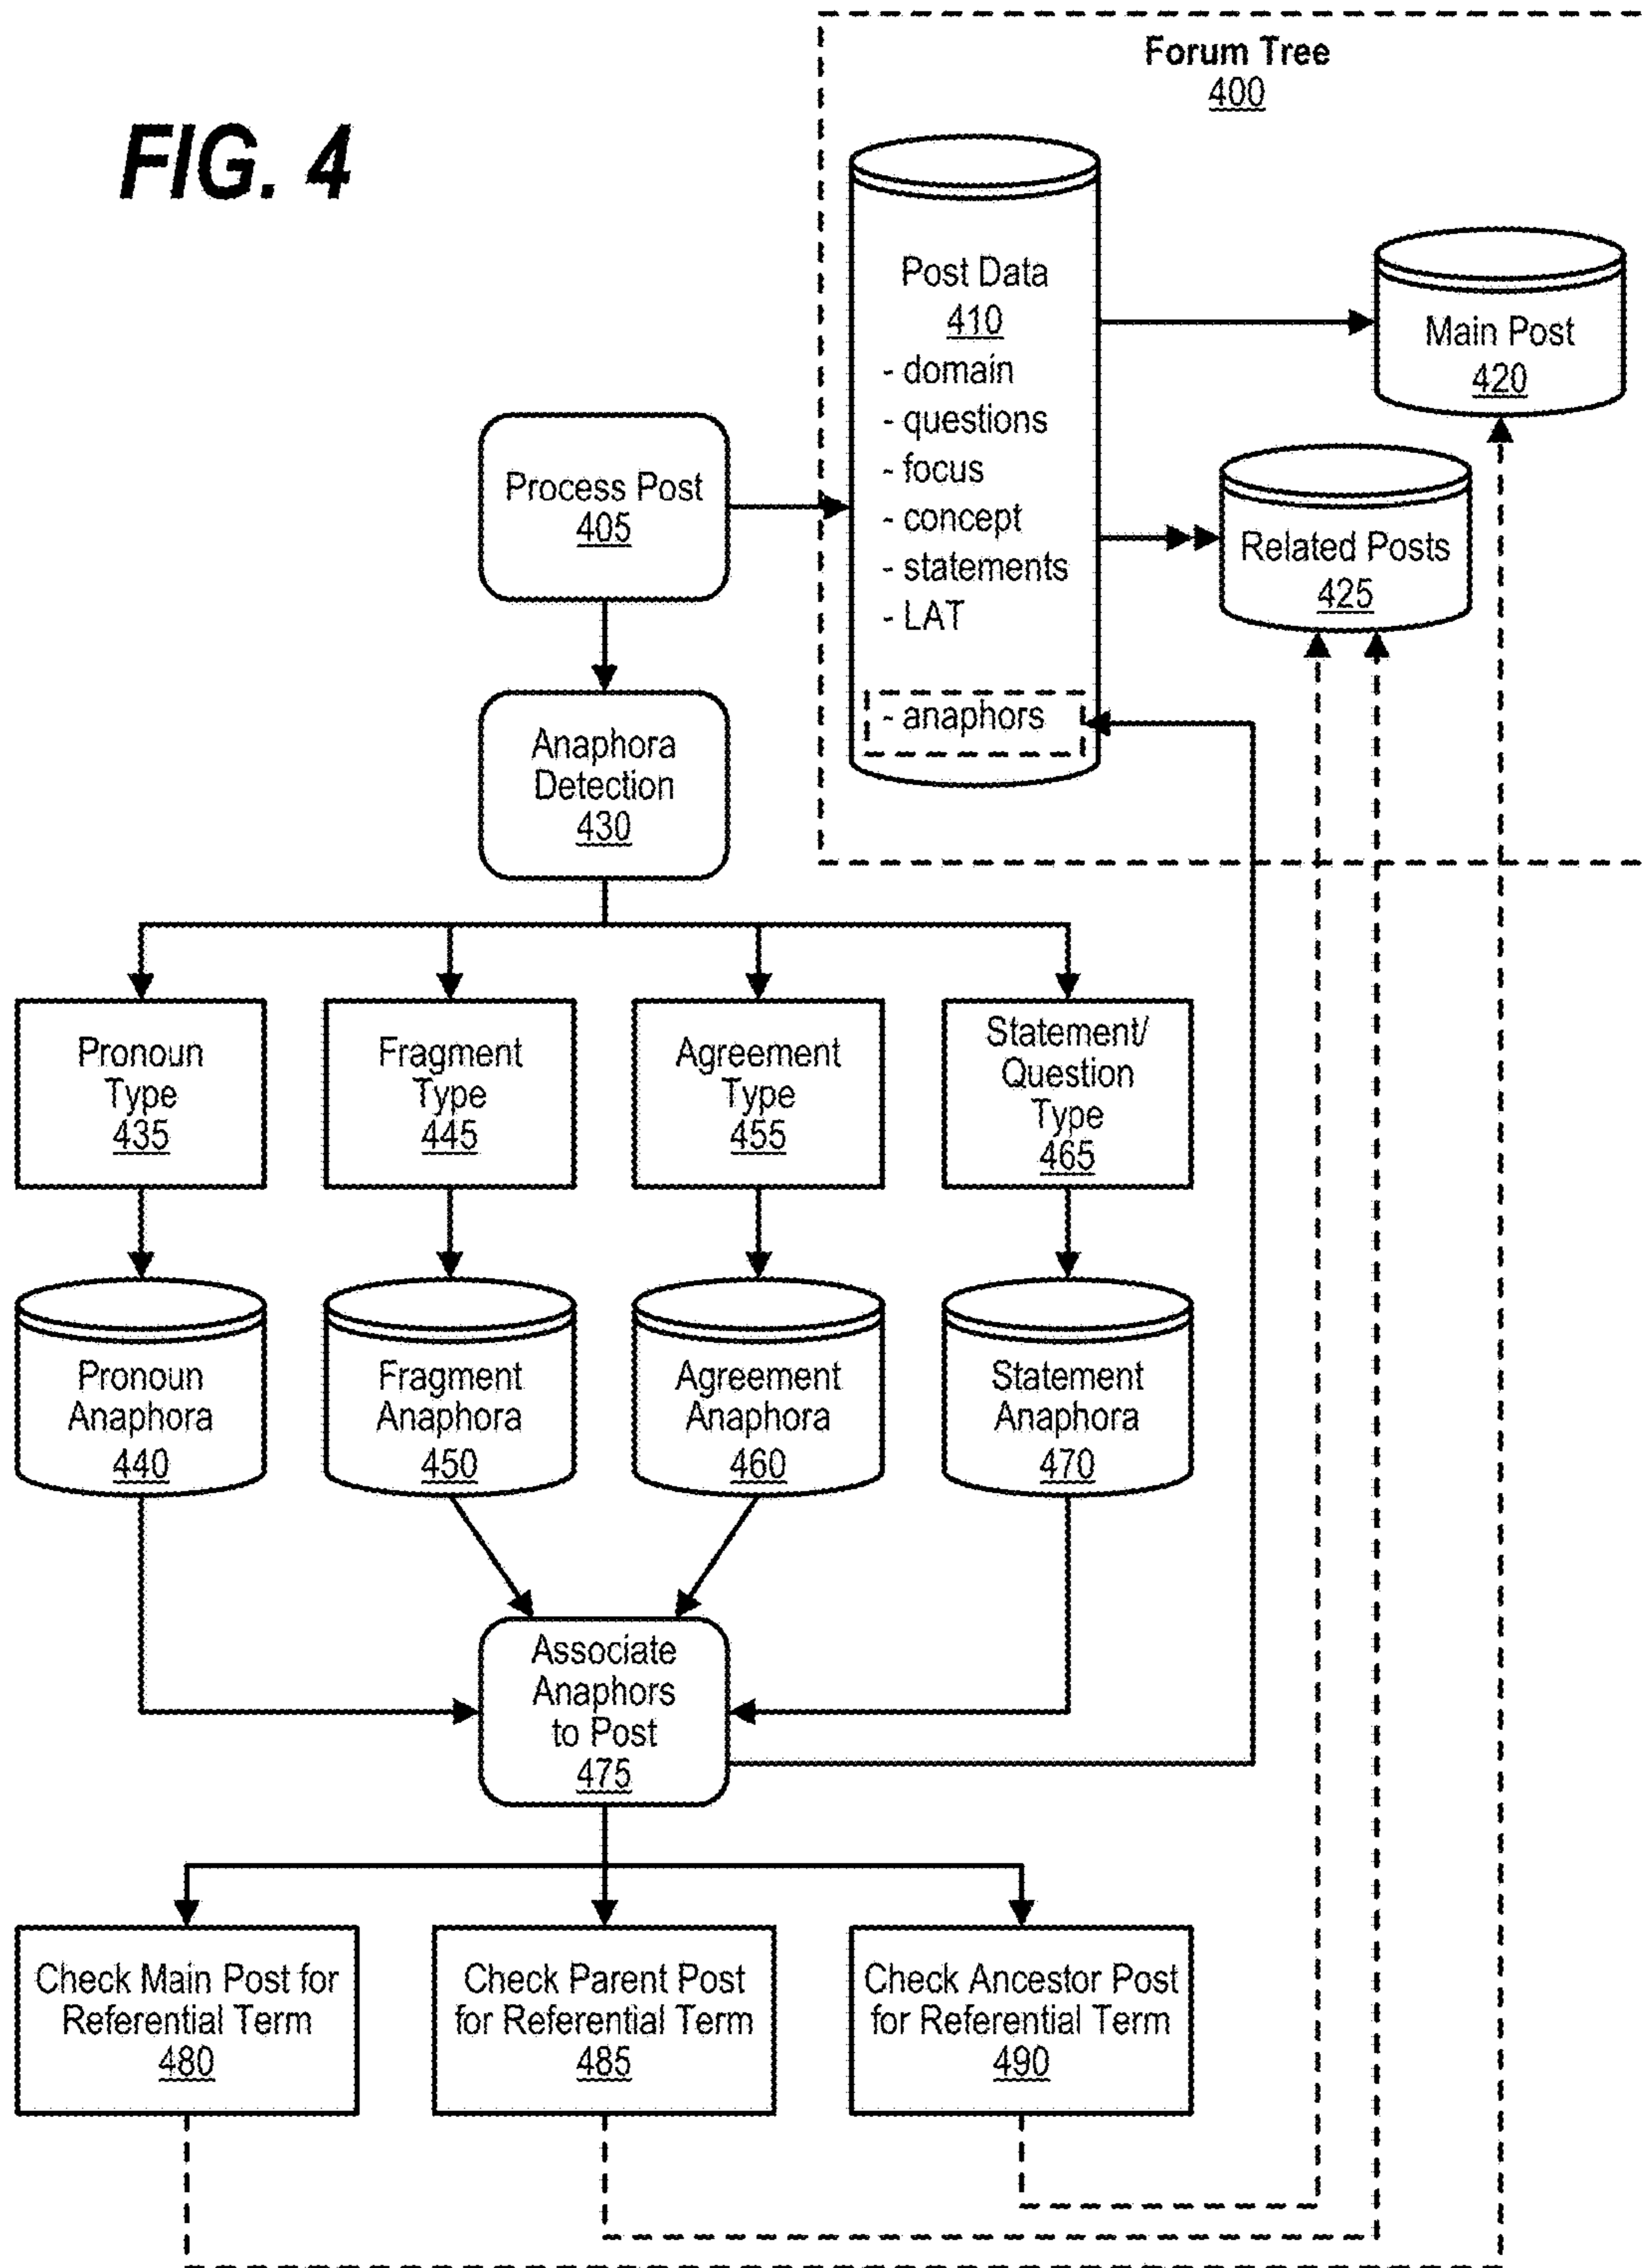 FIG. 4
Forum Tree
400
Post Data
410
- domain
- questions
- focus
- concept
- statements
- LAT
- anaphors
Main Post
420
Related Posts
425
Process Post
405
Anaphora
Detection
430
Pronoun
Type
435
Fragment
Type
445
Agreement
Type
455
Statement/
Question
Type
465
Pronoun
Anaphora
440
Fragment
Anaphora
450
Agreement
Anaphora
460
Statement
Anaphora
470
Associate
Anaphors
to Post
475
Check Main Post for
Referential Term
480
Check Parent Post
for Referential Term
485
Check Ancestor Post
for Referential Term
490